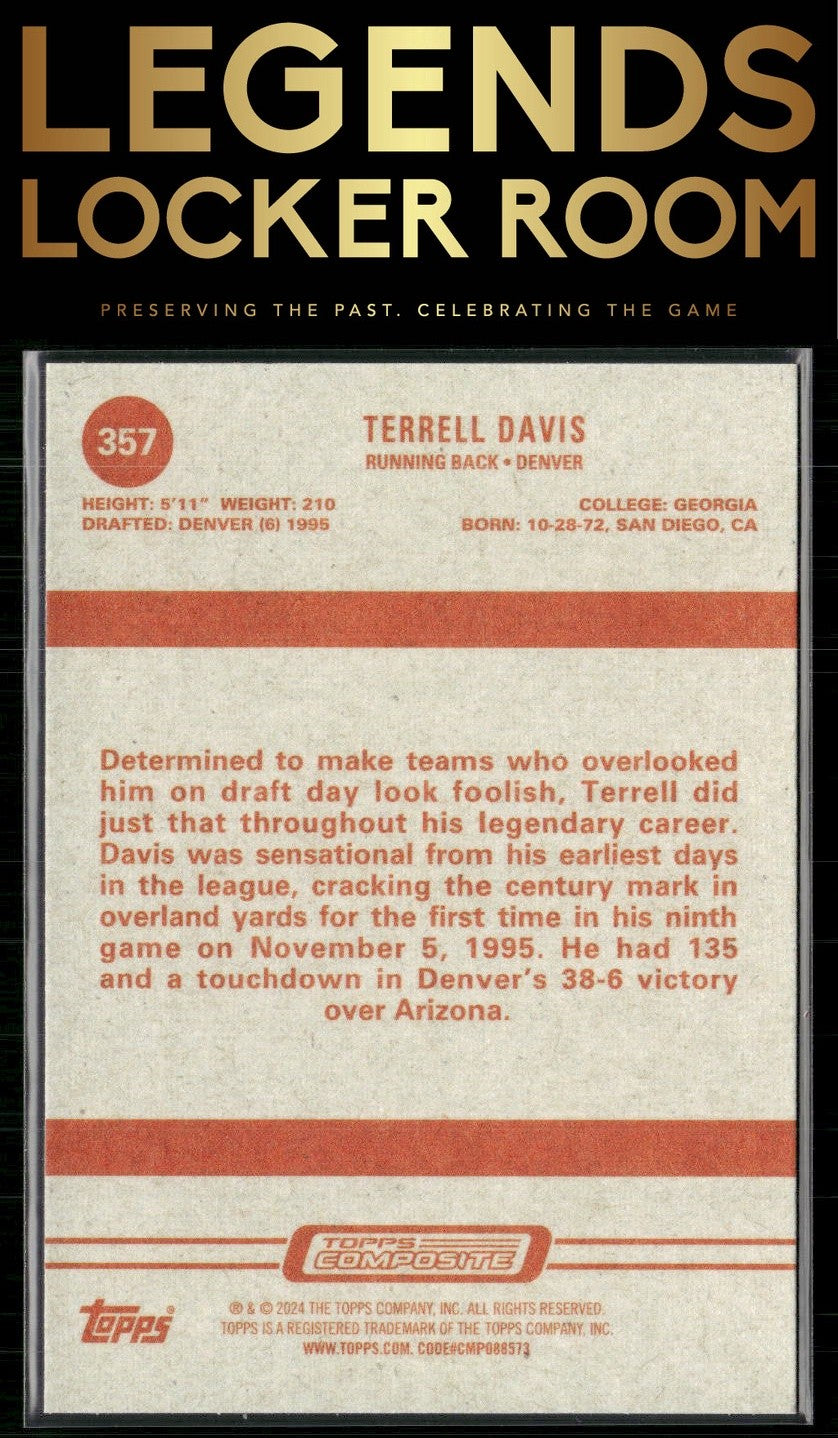 LEGENDS
LOCKER ROOM
PRESERVING THE PAST. CELEBRATING THE GAME
357
TERRELL DAVIS
RUNNING BACK • DENVER
HEIGHT: 5'11" WEIGHT: 210
DRAFTED: DENVER (6) 1995
COLLEGE: GEORGIA
BORN: 10-28-72, SAN DIEGO, CA
Determined to make teams who overlooked
him on draft day look foolish, Terrell did
just that throughout his legendary career.
Davis was sensational from his earliest days
in the league, cracking the century mark in
overland yards for the first time in his ninth
game on November 5, 1995. He had 135
and a touchdown in Denver's 38-6 victory
over Arizona.
TOPPS
COMPOSITE
Topps®
® & © 2024 THE TOPPS COMPANY, INC. ALL RIGHTS RESERVED.
TOPPS IS A REGISTERED TRADEMARK OF THE TOPPS COMPANY, INC.
WWW.TOPPS.COM. CODE#CMP088573